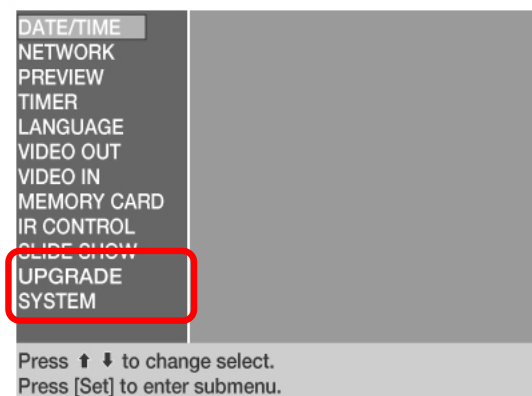 DATE/TIME
NETWORK
PREVIEW
TIMER
LANGUAGE
VIDEO OUT
VIDEO IN
MEMORY CARD
IR CONTROL
SLIDE SHOW
UPGRADE
SYSTEM
Press ⬆ ⬇ to change select.
Press [Set] to enter submenu.